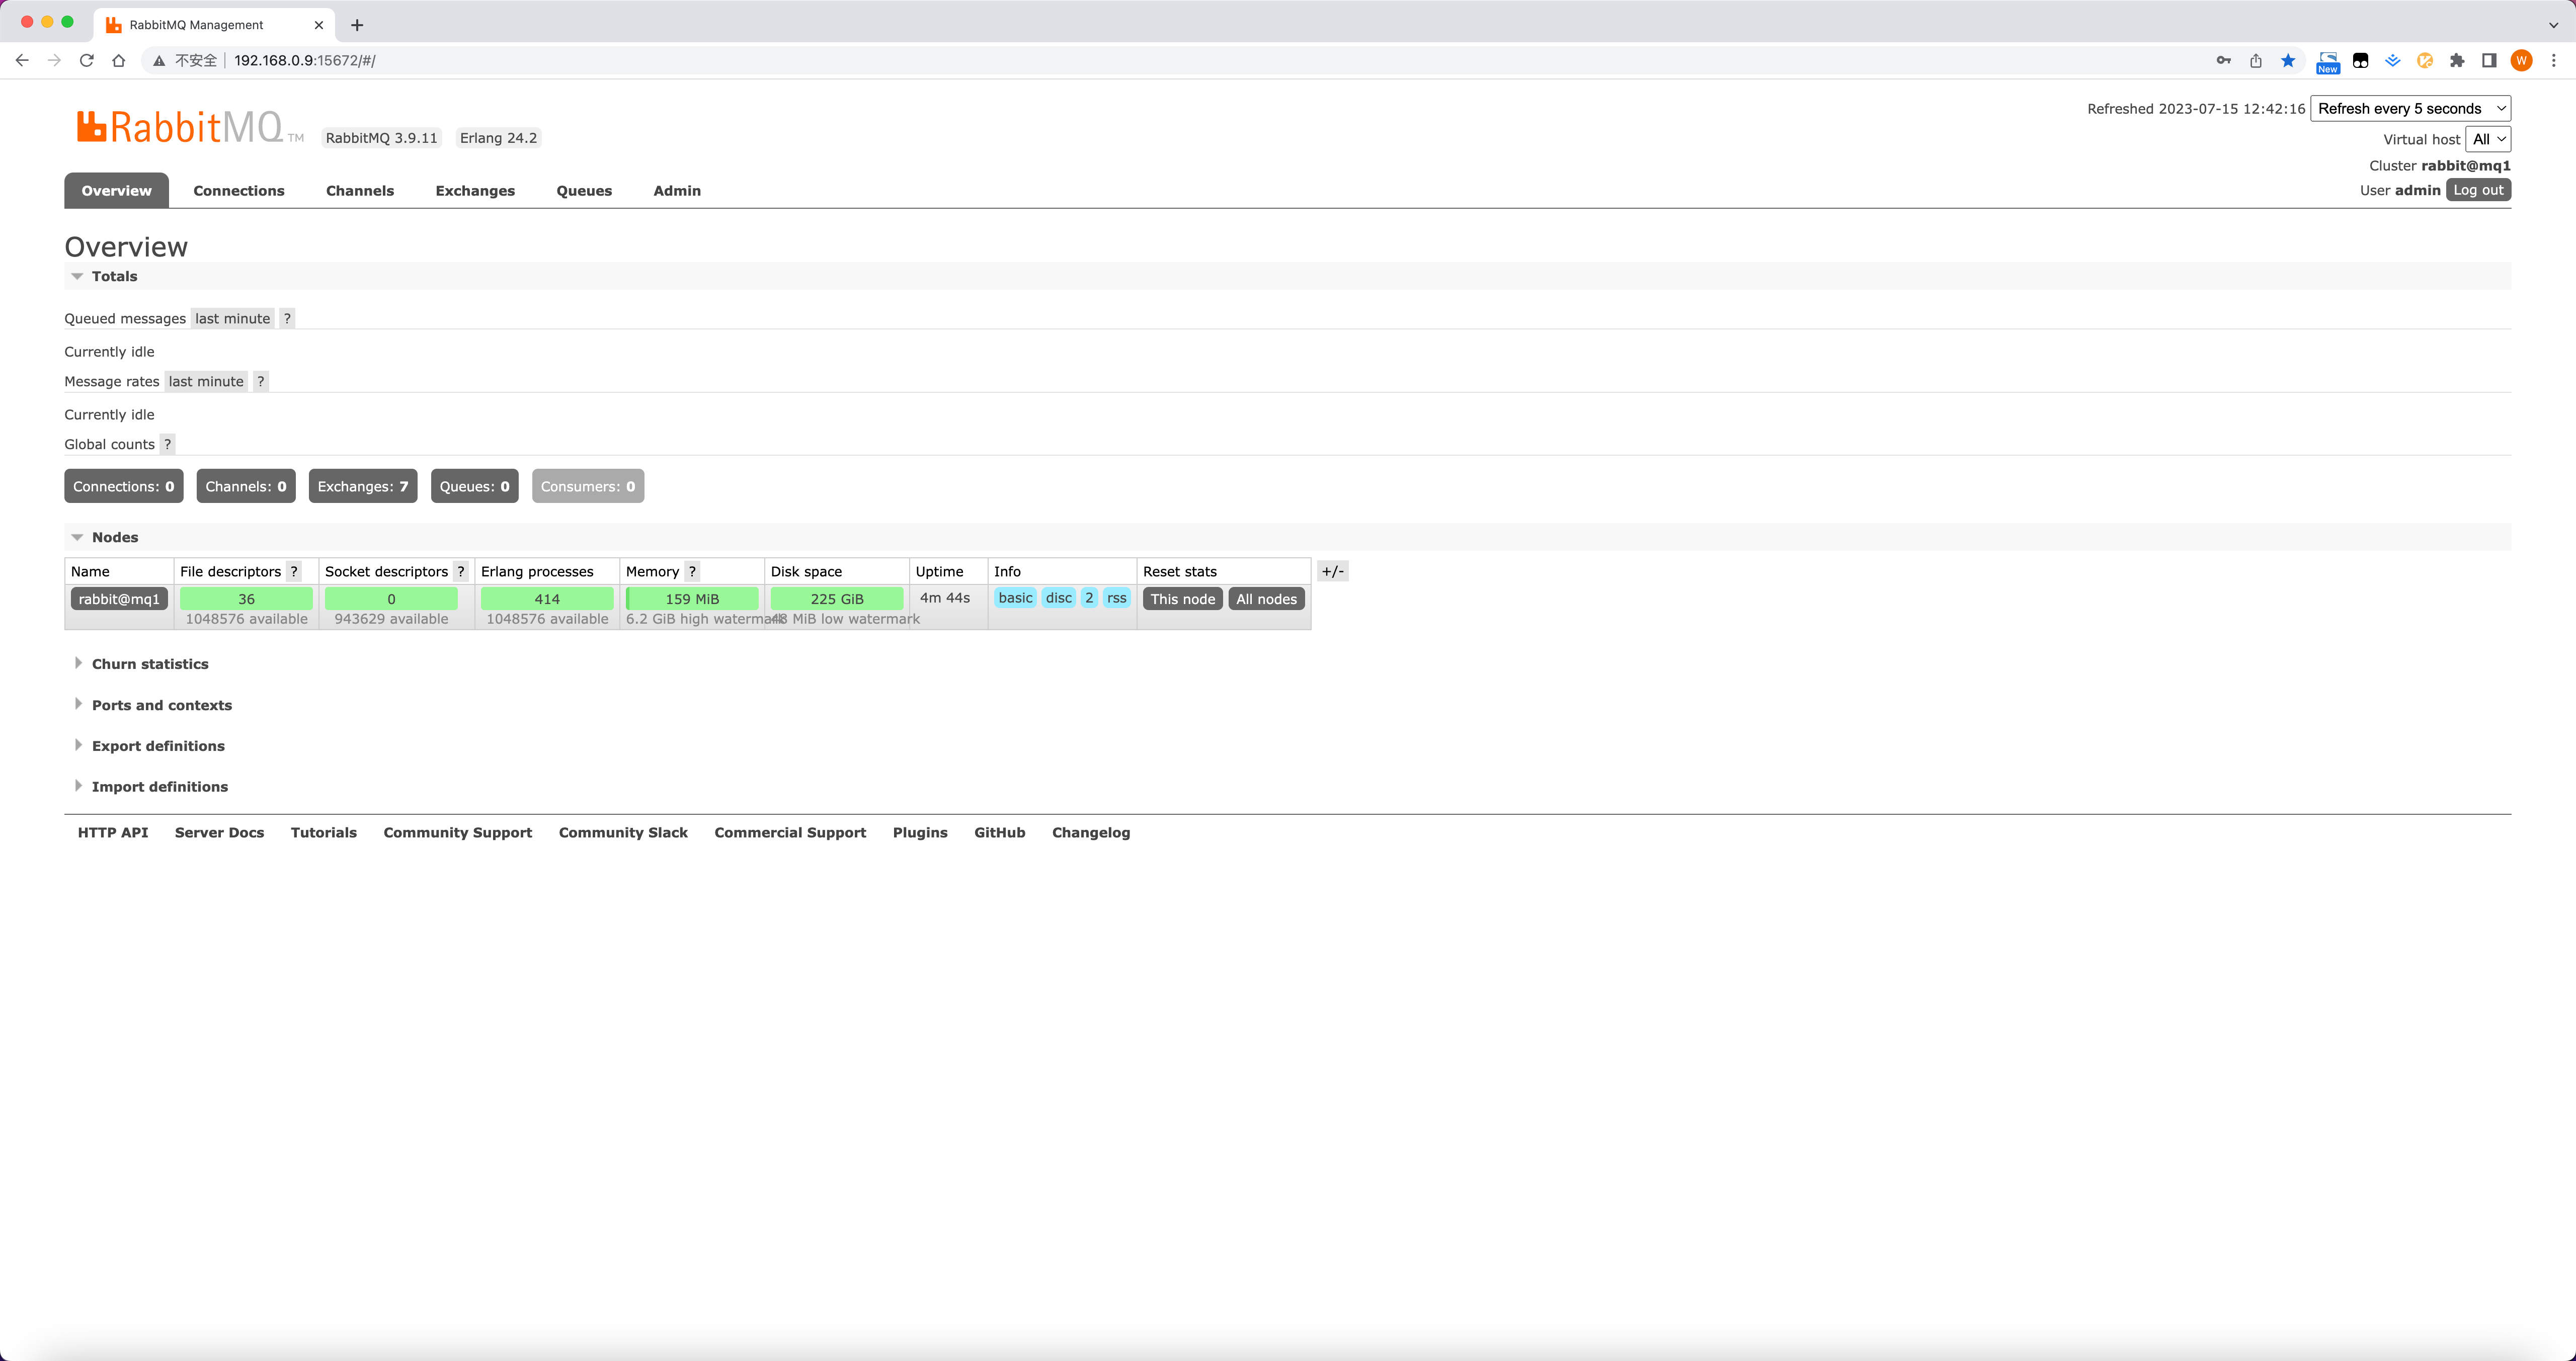 RabbitMQ Management
不安全 192.168.0.9:15672/#/
New
W
RabbitMQ TM RabbitMQ 3.9.11 Erlang 24.2
Refreshed 2023-07-15 12:42:16 Refresh every 5 seconds
Virtual host All
Cluster rabbit@mq1
User admin Log out
Overview Connections Channels Exchanges Queues Admin
Overview
Totals
Queued messages last minute ?
Currently idle
Message rates last minute ?
Currently idle
Global counts ?
Connections: 0 Channels: 0 Exchanges: 7 Queues: 0 Consumers: 0
Nodes
Name File descriptors ? Socket descriptors ? Erlang processes Memory ? Disk space Uptime Info Reset stats +/-
rabbit@mq1 36 0 414 159 MiB 225 GiB 4m 44s basic disc 2 rss This node All nodes
1048576 available 943629 available 1048576 available 6.2 GiB high watermark 48 MiB low watermark
Churn statistics
Ports and contexts
Export definitions
Import definitions
HTTP API Server Docs Tutorials Community Support Community Slack Commercial Support Plugins GitHub Changelog